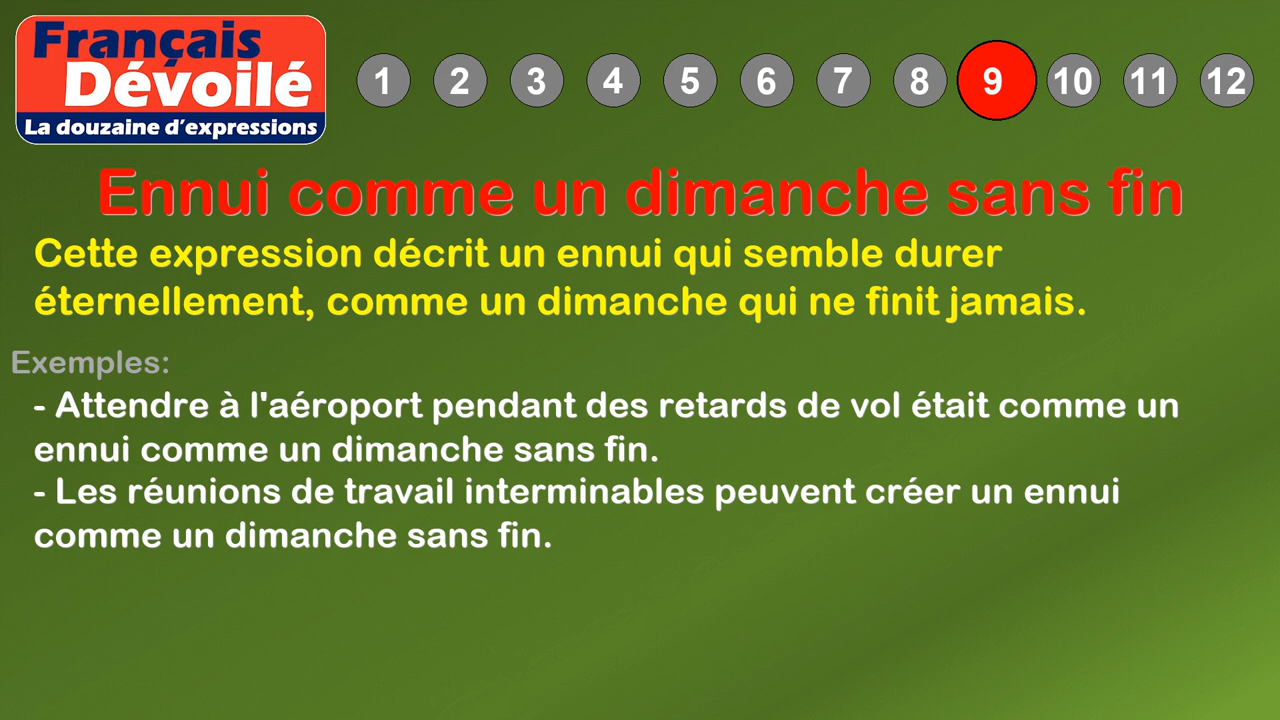 Français
Dévoilé
La douzaine d'expressions
1 2 3 4 5 6 7 8 9 10 11 12
Ennui comme un dimanche sans fin
Cette expression décrit un ennui qui semble durer
éternellement, comme un dimanche qui ne finit jamais.
Exemples:
- Attendre à l'aéroport pendant des retards de vol était comme un
ennui comme un dimanche sans fin.
- Les réunions de travail interminables peuvent créer un ennui
comme un dimanche sans fin.